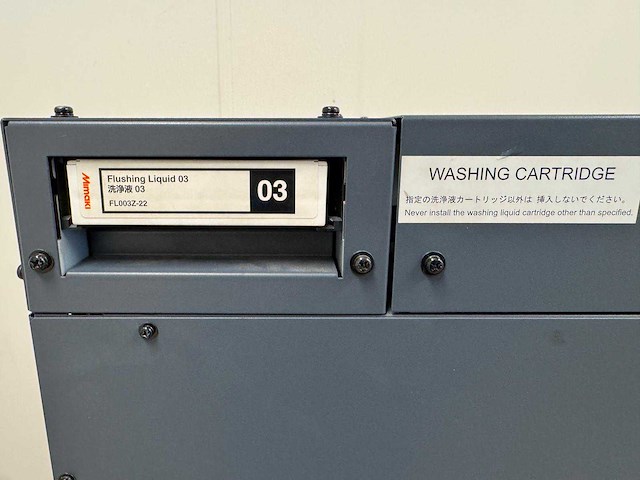 Mimaki
Flushing Liquid 03
洗浄液 03
FL003Z-22
03
WASHING CARTRIDGE
指定の洗浄液カートリッジ以外は 挿入しないでください。
Never install the washing liquid cartridge other than specified.